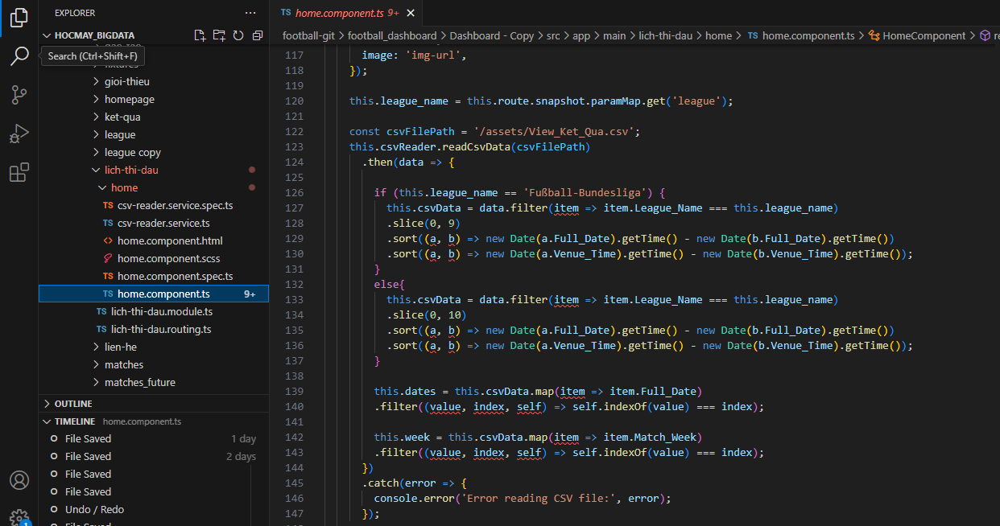 EXPLORER
HOCMAY_BIGDATA
Search (Ctrl+Shift+F)
fixtures
gioi-thieu
homepage
ket-qua
league
league copy
lich-thi-dau
home
TS csv-reader.service.spec.ts
TS csv-reader.service.ts
<> home.component.html
home.component.scss
TS home.component.spec.ts
TS home.component.ts 9+
TS lich-thi-dau.module.ts
TS lich-thi-dau.routing.ts
lien-he
matches
matches_future
OUTLINE
TIMELINE home.component.ts
File Saved 1 day
File Saved 2 days
File Saved
File Saved
Undo / Redo
File Saved
1
TS home.component.ts 9+
football-git > football_dashboard > Dashboard - Copy > src > app > main > lich-thi-dau > home > TS home.component.ts > HomeComponent >
117 image: 'img-url',
118 });
119
120 this.league_name = this.route.snapshot.paramMap.get('league');
121
122 const csvFilePath = '/assets/View_Ket_Qua.csv';
123 this.csvReader.readCsvData(csvFilePath)
124 .then(data => {
125
126 if (this.league_name == 'Fußball-Bundesliga') {
127 this.csvData = data.filter(item => item.League_Name === this.league_name)
128 .slice(0, 9)
129 .sort((a, b) => new Date(a.Full_Date).getTime() - new Date(b.Full_Date).getTime())
130 .sort((a, b) => new Date(a.Venue_Time).getTime() - new Date(b.Venue_Time).getTime());
131 }
132 else{
133 this.csvData = data.filter(item => item.League_Name === this.league_name)
134 .slice(0, 10)
135 .sort((a, b) => new Date(a.Full_Date).getTime() - new Date(b.Full_Date).getTime())
136 .sort((a, b) => new Date(a.Venue_Time).getTime() - new Date(b.Venue_Time).getTime());
137 }
138
139 this.dates = this.csvData.map(item => item.Full_Date)
140 .filter((value, index, self) => self.indexOf(value) === index);
141
142 this.week = this.csvData.map(item => item.Match_Week)
143 .filter((value, index, self) => self.indexOf(value) === index);
144 })
145 .catch(error => {
146 console.error('Error reading CSV file:', error);
147 });